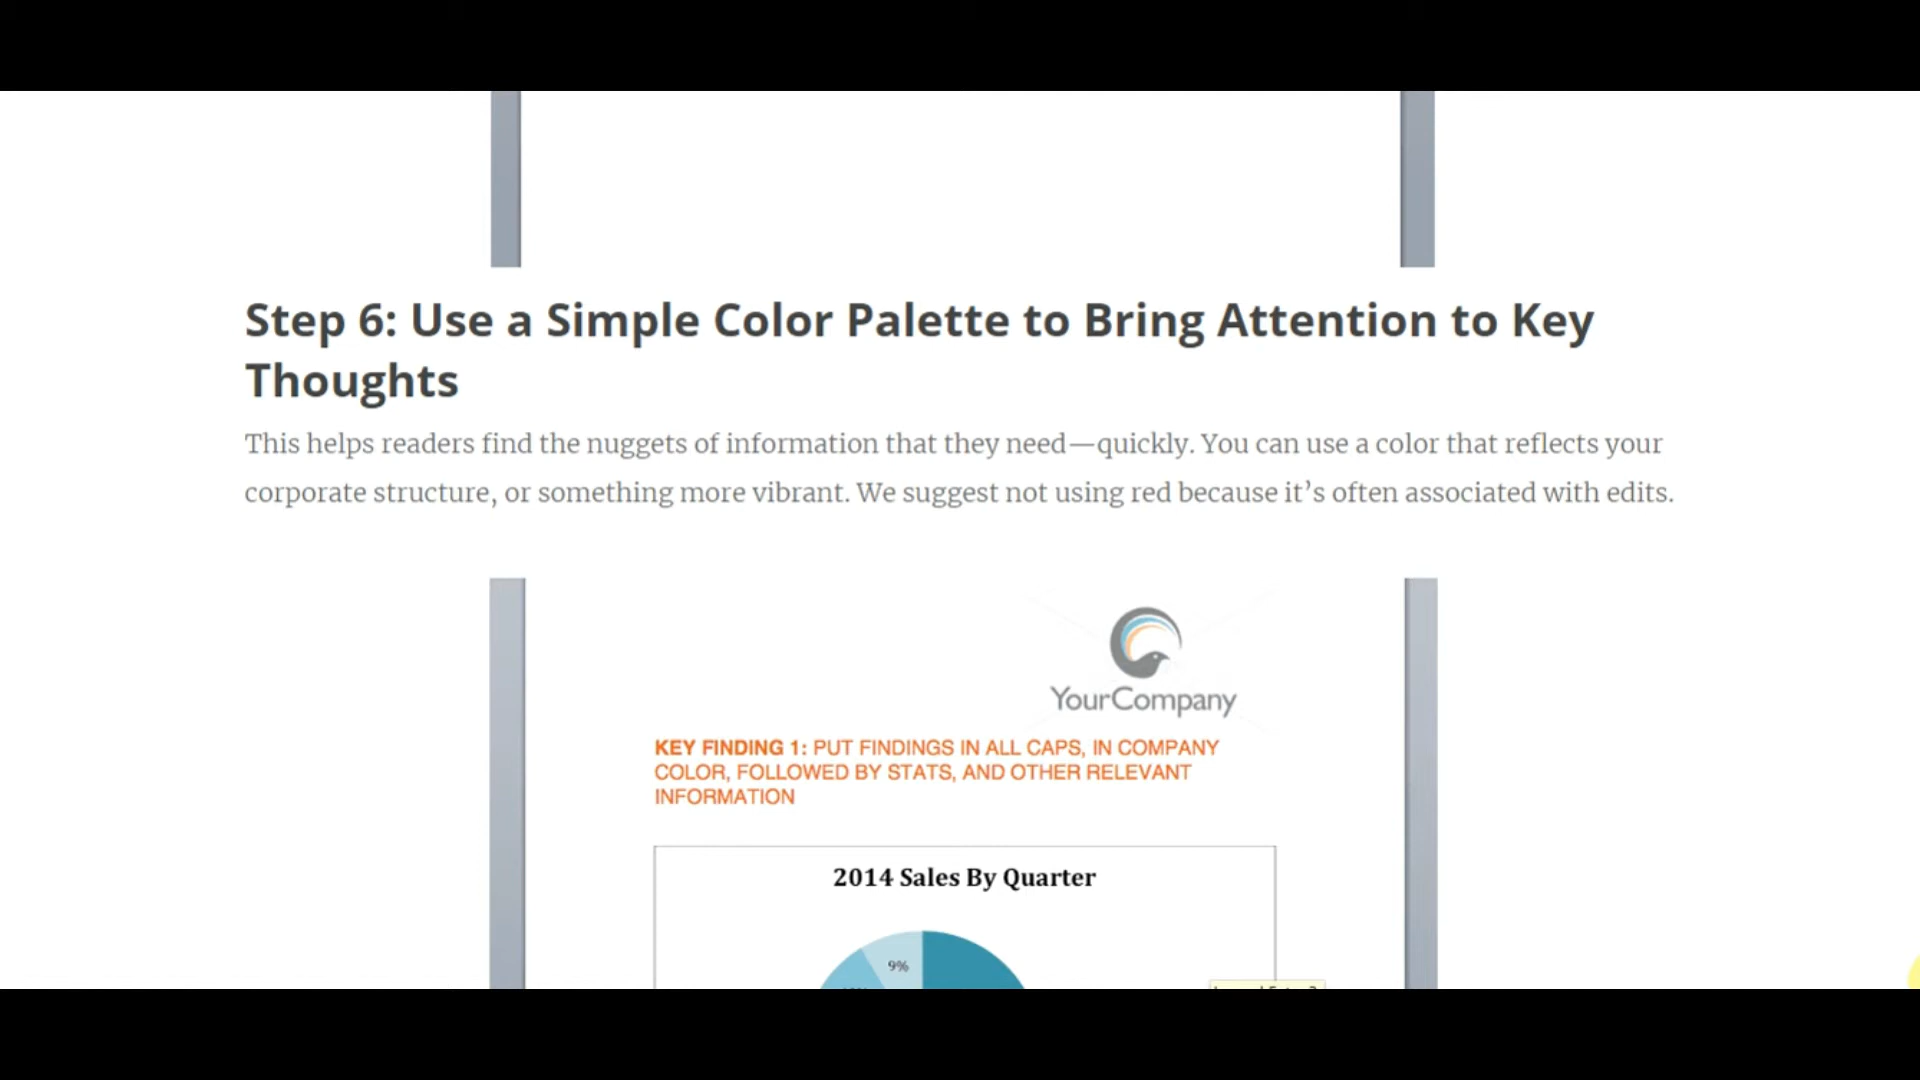 Step 6: Use a Simple Color Palette to Bring Attention to Key
Thoughts
This helps readers find the nuggets of information that they need—quickly. You can use a color that reflects your
corporate structure, or something more vibrant. We suggest not using red because it’s often associated with edits.
YourCompany
KEY FINDING 1: PUT FINDINGS IN ALL CAPS, IN COMPANY
COLOR, FOLLOWED BY STATS, AND OTHER RELEVANT
INFORMATION
2014 Sales By Quarter
9%